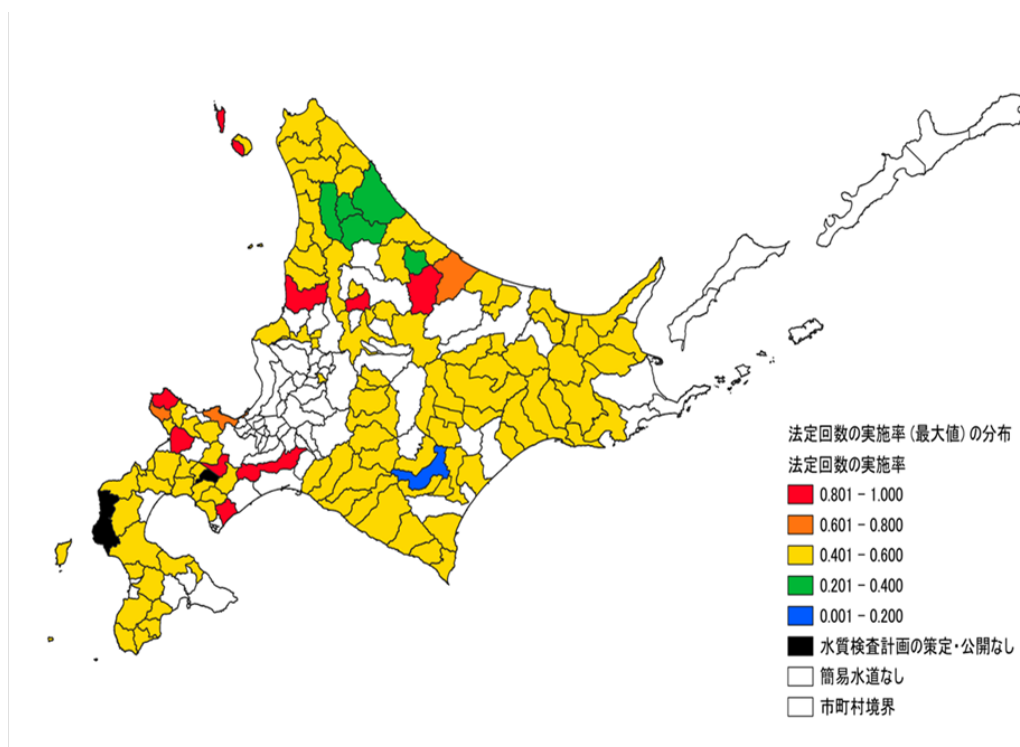 法定回数の実施率(最大値)の分布
法定回数の実施率
0.801 - 1.000
0.601 - 0.800
0.401 - 0.600
0.201 - 0.400
0.001 - 0.200
水質検査計画の策定・公開なし
簡易水道なし
市町村境界